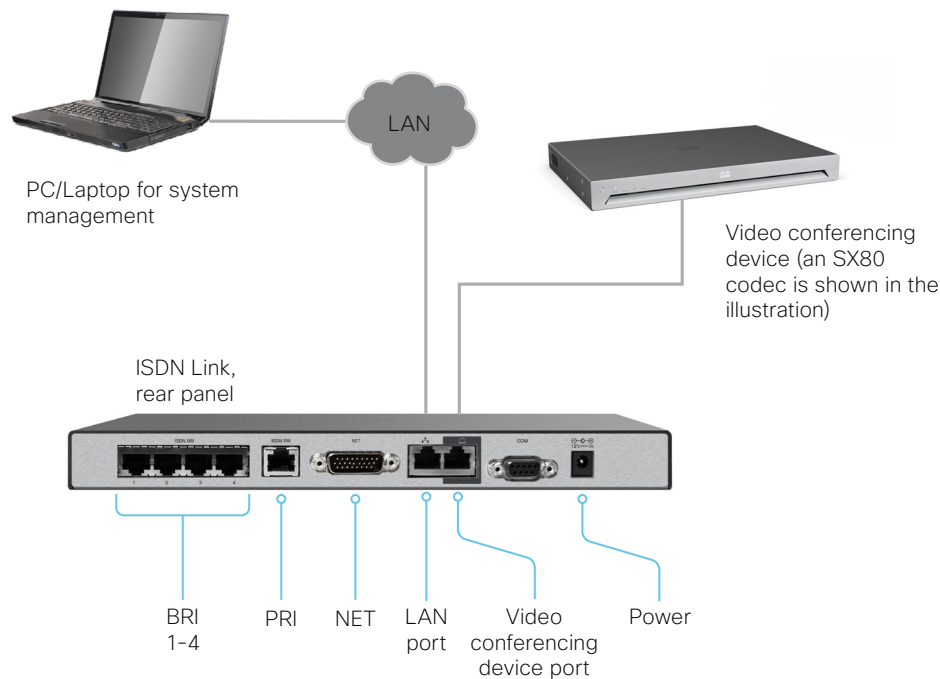 LAN
PC/Laptop for system
management
Video conferencing
device (an SX80
codec is shown in the
illustration)
ISDN Link,
rear panel
ISDN BRI
ISDN PRI
NET
COM
12V 1A
1 2 3 4
BRI
1-4
PRI
NET
LAN
port
Video
conferencing
device port
Power